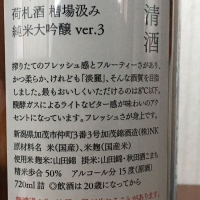 清酒
荷札酒 槽場汲み
純米大吟醸 ver.3
搾りたてのフレッシュ感とフルーティーさがあり、
かつ柔らか、けれども「淡麗」、そんな酒質を目指
しました。最もおいしくいただけるのは8℃以下。
醗酵ガスによるライトなビター感が味わいのアク
セントになっています。フレッシュさが身上です。
新潟県加茂市仲町3番3号加茂錦酒造(株)NK
原材料名 米(国産)、米麹(国産米)
使用米 麹米:山田錦 掛米:山田錦・秋田酒こまち
精米歩合50% アルコール分15度(原酒)
720ml詰 ◎飲酒は20歳になってから